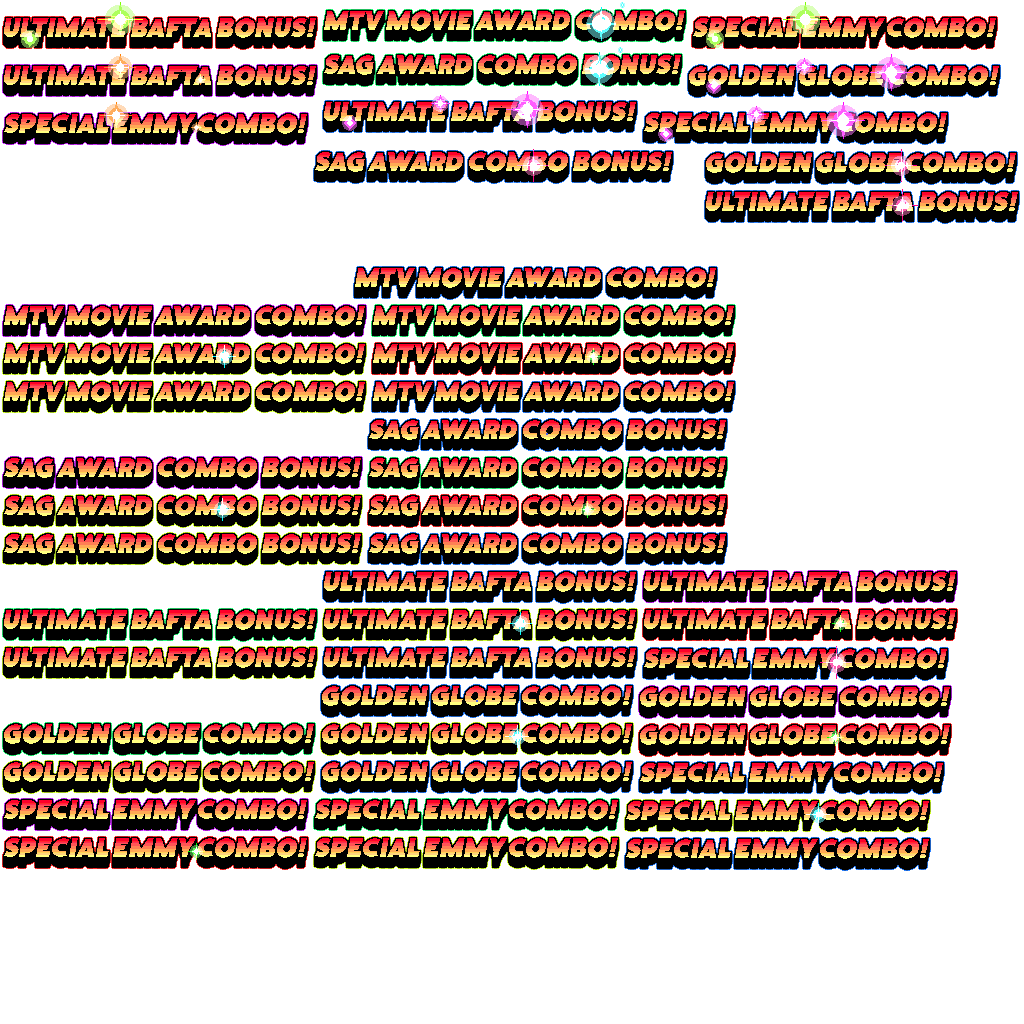 ULTIMATE BAFTA BONUS! MTV MOVIE AWARD COMBO! SPECIAL EMMY COMBO!
ULTIMATE BAFTA BONUS! SAG AWARD COMBO BONUS! GOLDEN GLOBE COMBO!
SPECIAL EMMY COMBO! ULTIMATE BAFTA BONUS! SPECIAL EMMY COMBO!
SAG AWARD COMBO BONUS! GOLDEN GLOBE COMBO!
ULTIMATE BAFTA BONUS!
MTV MOVIE AWARD COMBO!
MTV MOVIE AWARD COMBO! MTV MOVIE AWARD COMBO!
MTV MOVIE AWARD COMBO! MTV MOVIE AWARD COMBO!
MTV MOVIE AWARD COMBO! MTV MOVIE AWARD COMBO!
SAG AWARD COMBO BONUS!
SAG AWARD COMBO BONUS! SAG AWARD COMBO BONUS!
SAG AWARD COMBO BONUS! SAG AWARD COMBO BONUS!
SAG AWARD COMBO BONUS! SAG AWARD COMBO BONUS!
ULTIMATE BAFTA BONUS! ULTIMATE BAFTA BONUS!
ULTIMATE BAFTA BONUS! ULTIMATE BAFTA BONUS! ULTIMATE BAFTA BONUS!
ULTIMATE BAFTA BONUS! ULTIMATE BAFTA BONUS! SPECIAL EMMY COMBO!
GOLDEN GLOBE COMBO! GOLDEN GLOBE COMBO!
GOLDEN GLOBE COMBO! GOLDEN GLOBE COMBO! GOLDEN GLOBE COMBO!
GOLDEN GLOBE COMBO! GOLDEN GLOBE COMBO! SPECIAL EMMY COMBO!
SPECIAL EMMY COMBO! SPECIAL EMMY COMBO! SPECIAL EMMY COMBO!
SPECIAL EMMY COMBO! SPECIAL EMMY COMBO! SPECIAL EMMY COMBO!